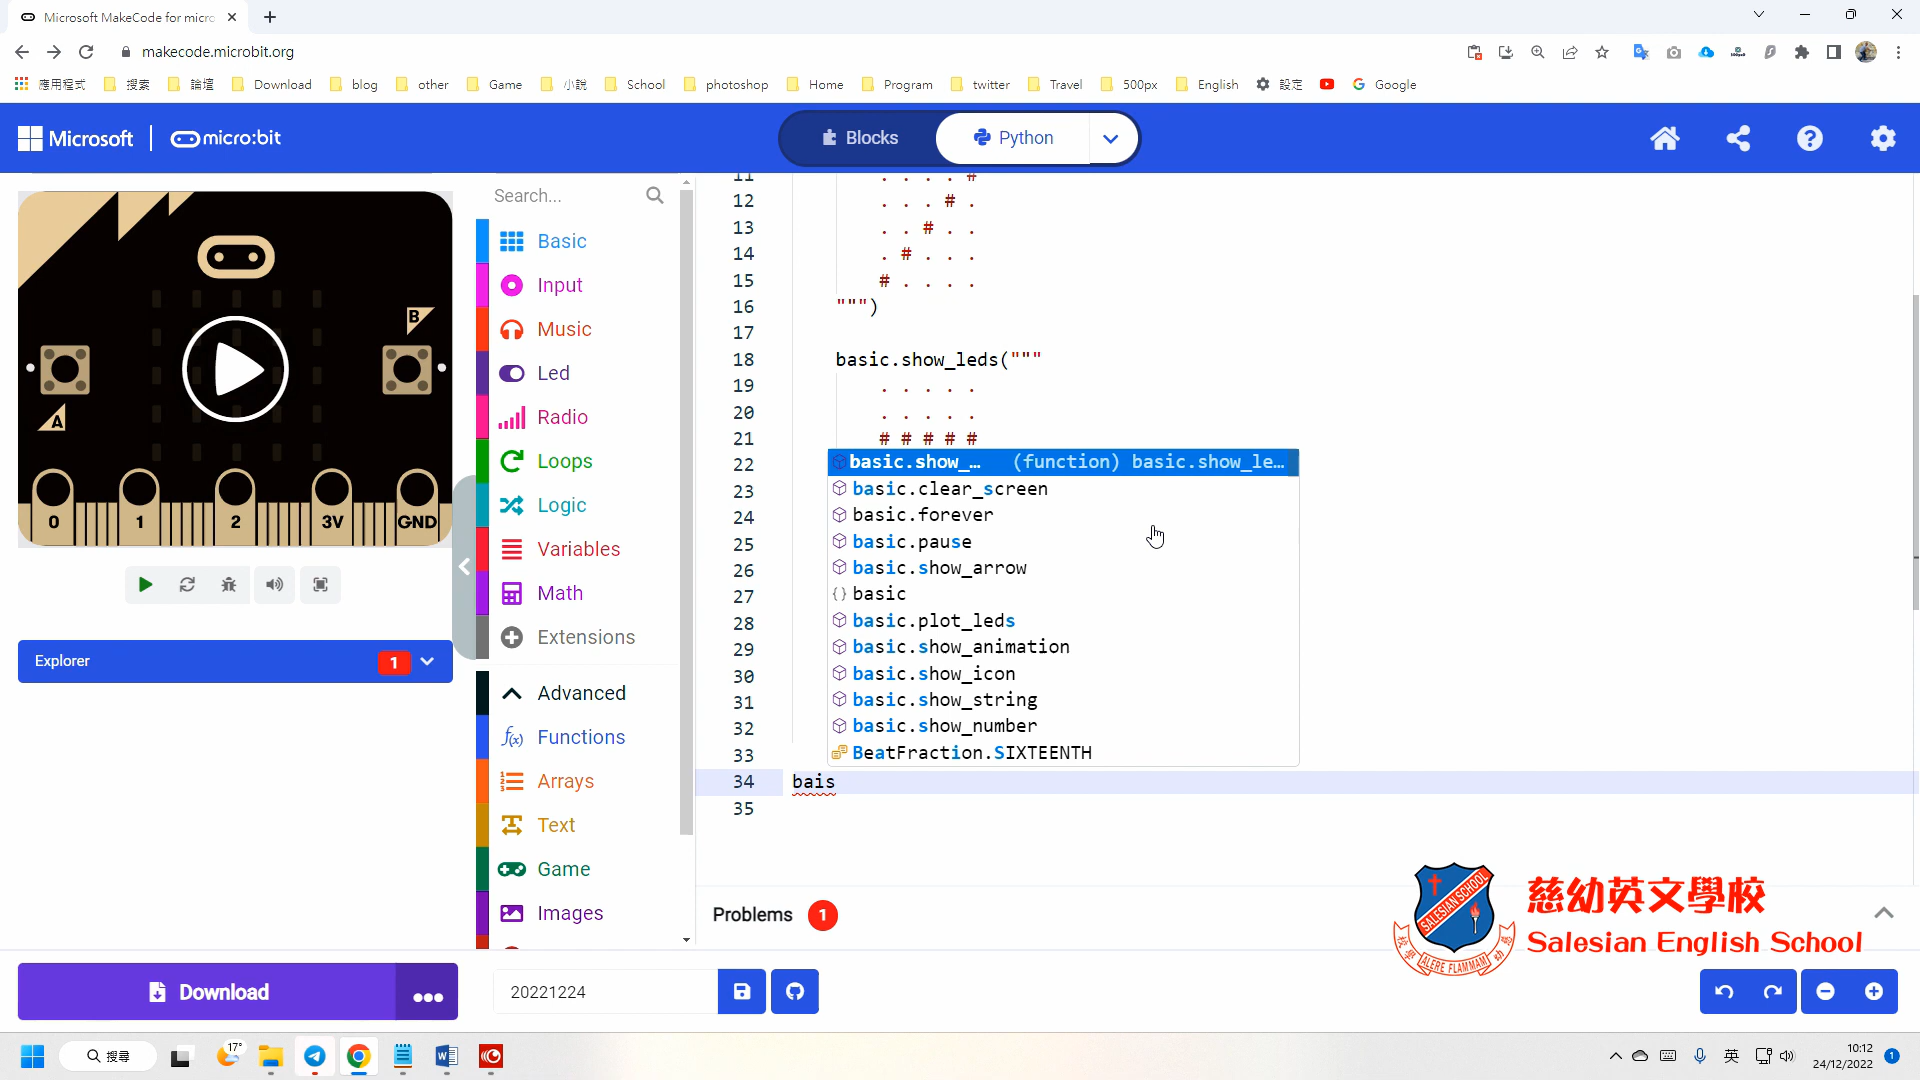 Microsoft MakeCode for micr
makecode.microbit.org
應用程式 搜索 論壇 Download blog other Game 小說 School photoshop Home Program twitter Travel 500px English 設定 Google
Microsoft micro:bit Blocks Python
Search...
Basic
Input
Music
Led
Radio
Loops
Logic
Variables
Math
Extensions
Advanced
Functions
Arrays
Text
Game
Images
A
B
0 1 2 3V GND
Explorer 1
11 . . . . #
12 . . . # .
13 . . # . .
14 . # . . .
15 # . . . .
16 """)
17
18 basic.show_leds("""
19 . . . . .
20 . . . . .
21 # # # # #
22
23
24
25
26
27
28
29
30
31
32
33
34 bais
35
basic.show_… (function) basic.show_le…
basic.clear_screen
basic.forever
basic.pause
basic.show_arrow
{} basic
basic.plot_leds
basic.show_animation
basic.show_icon
basic.show_string
basic.show_number
BeatFraction.SIXTEENTH
Problems 1
SALESIAN SCHOOL
ALERE FLAMMAM
慈幼英文學校
Salesian English School
Download
20221224
17°
搜尋
英
10:12
24/12/2022
1